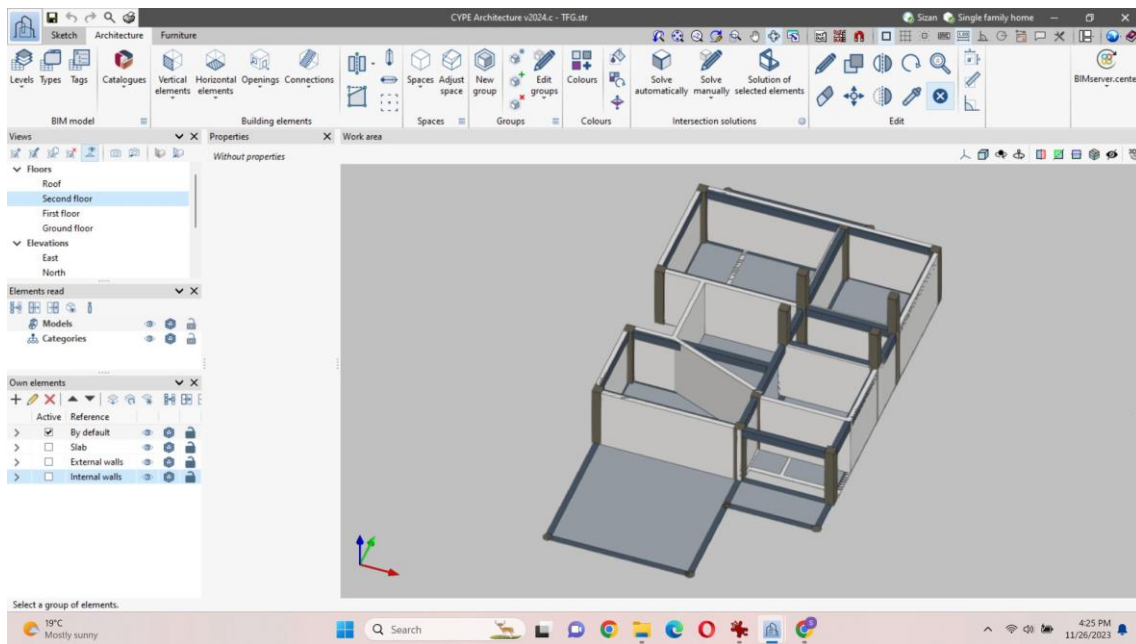 CYPE Architecture v2024.c - TFG.str
Sizan
Single family home
Sketch Architecture Furniture
Levels Types Tags Catalogues
Vertical elements
Horizontal elements
Openings Connections
Spaces
Adjust space
New group
Edit groups
Colours
Solve automatically
Solve manually
Solution of selected elements
BIMserver.cente
BIM model
Building elements
Spaces
Groups
Colours
Intersection solutions
Edit
Views
Properties
Work area
Without properties
Floors
Roof
Second floor
First floor
Ground floor
Elevations
East
North
Elements read
Models
Categories
Own elements
Active Reference
By default
Slab
External walls
Internal walls
Select a group of elements.
19°C
Mostly sunny
Search
4:25 PM
11/26/2023